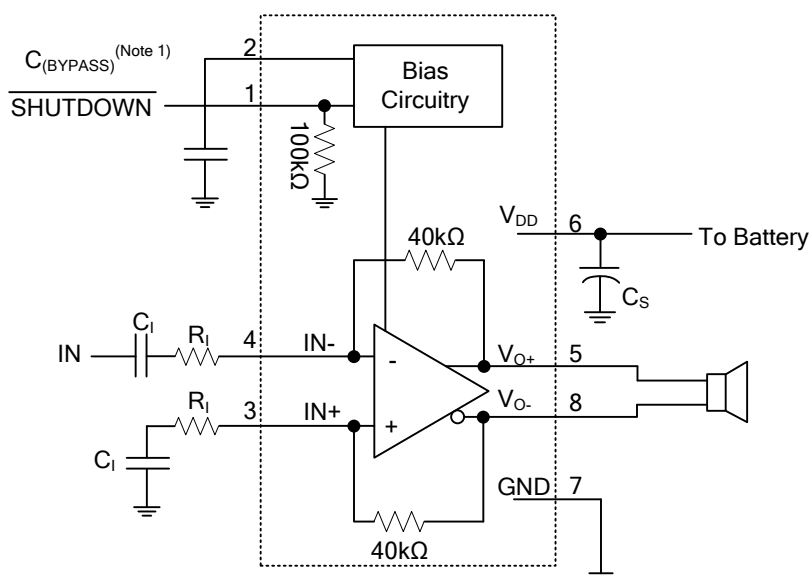 C(BYPASS)(Note 1)
2
SHUTDOWN
1
Bias
Circuitry
100kΩ
VDD
6
To Battery
CS
40kΩ
IN
CI
RI
4
IN-
-
VO+
5
RI
3
IN+
+
VO-
8
CI
GND
7
40kΩ